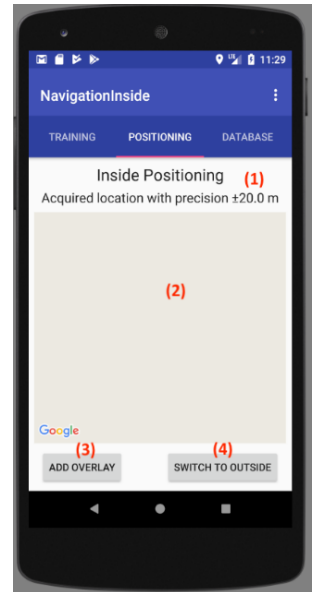 11:29
NavigationInside
TRAINING POSITIONING DATABASE
Inside Positioning (1)
Acquired location with precision ±20.0 m
(2)
Google
(3) (4)
ADD OVERLAY SWITCH TO OUTSIDE